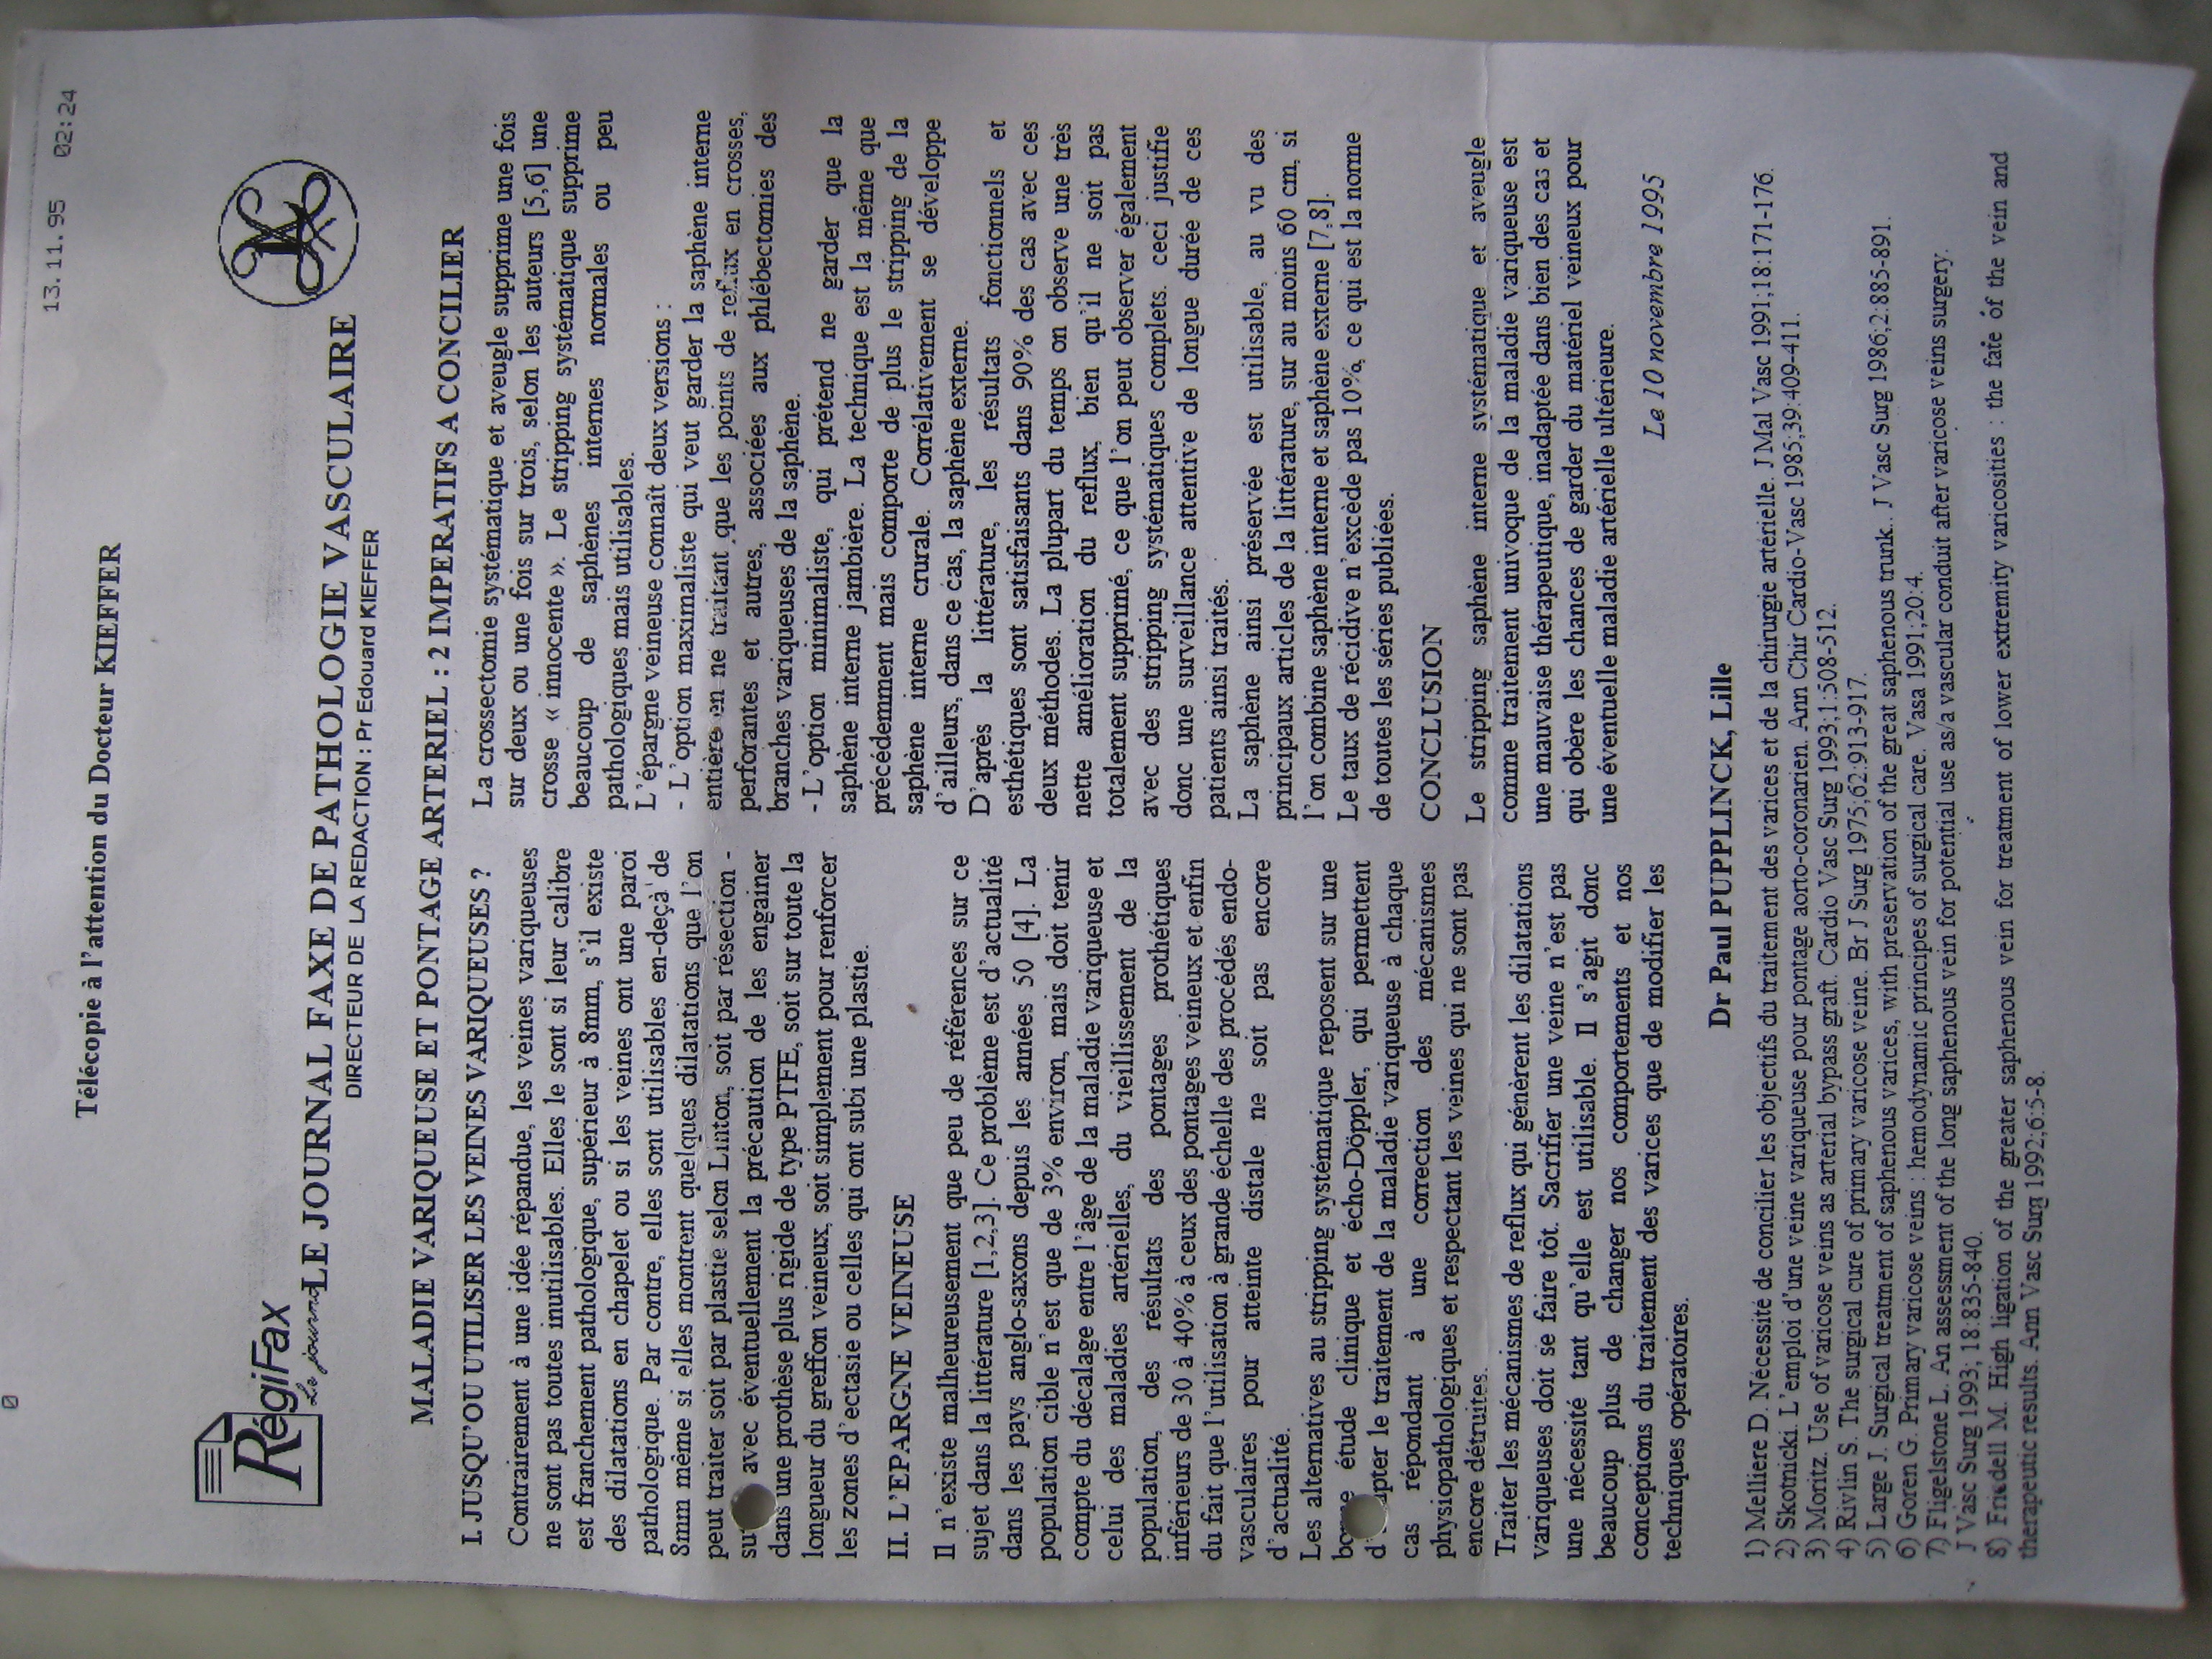 0
13.11.95 02:24
Télécopie à l'attention du Docteur KIEFFER
RégiFax
Le journal
LE JOURNAL FAXE DE PATHOLOGIE VASCULAIRE
DIRECTEUR DE LA REDACTION : Pr Edouard KIEFFER
MALADIE VARIQUEUSE ET PONTAGE ARTERIEL : 2 IMPERATIFS A CONCILIER
I. JUSQU'OU UTILISER LES VEINES VARIQUEUSES ?
Contrairement à une idée répandue, les veines variqueuses
ne sont pas toutes inutilisables. Elles le sont si leur calibre
est franchement pathologique, supérieur à 8mm, s'il existe
des dilatations en chapelet ou si les veines ont une paroi
pathologique. Par contre, elles sont utilisables en-deçà de
8mm même si elles montrent quelques dilatations que l'on
peut traiter soit par plastie selon Linton, soit par résection -
avec éventuellement la précaution de les engainer
dans une prothèse plus rigide de type PTFE, soit sur toute la
longueur du greffon veineux, soit simplement pour renforcer
les zones d'ectasie ou celles qui ont subi une plastie.
II. L'EPARGNE VEINEUSE
Il n'existe malheureusement que peu de références sur ce
sujet dans la littérature [1,2,3]. Ce problème est d'actualité
dans les pays anglo-saxons depuis les années 50 [4]. La
population cible n'est que de 3% environ, mais doit tenir
compte du décalage entre l'âge de la maladie variqueuse et
celui des maladies artérielles, du vieillissement de la
population, des résultats des pontages prothétiques
inférieurs de 30 à 40% à ceux des pontages veineux et enfin
du fait que l'utilisation à grande échelle des procédés endo-
vasculaires pour atteinte distale ne soit pas encore
d'actualité.
Les alternatives au stripping systématique reposent sur une
bonne étude clinique et écho-Döppler, qui permettent
d'adapter le traitement de la maladie variqueuse à chaque
cas répondant à une correction des mécanismes
physiopathologiques et respectant les veines qui ne sont pas
encore détruites.
Traiter les mécanismes de reflux qui génèrent les dilatations
variqueuses doit se faire tôt. Sacrifier une veine n'est pas
une nécessité tant qu'elle est utilisable. Il s'agit donc
beaucoup plus de changer nos comportements et nos
conceptions du traitement des varices que de modifier les
techniques opératoires.
La crossectomie systématique et aveugle supprime une fois
sur deux ou une fois sur trois, selon les auteurs [5,6] une
crosse « innocente ». Le stripping systématique supprime
beaucoup de saphènes internes normales ou peu
pathologiques mais utilisables.
L'épargne veineuse connaît deux versions :
- L'option maximaliste qui veut garder la saphène interne
entière en ne traitant que les points de reflux en crosses,
perforantes et autres, associées aux phlébectomies des
branches variqueuses de la saphène.
- L'option minimaliste, qui prétend ne garder que la
saphène interne jambière. La technique est la même que
précédemment mais comporte de plus le stripping de la
saphène interne crurale. Corrélativement se développe
d'ailleurs, dans ce cas, la saphène externe.
D'après la littérature, les résultats fonctionnels et
esthétiques sont satisfaisants dans 90% des cas avec ces
deux méthodes. La plupart du temps on observe une très
nette amélioration du reflux, bien qu'il ne soit pas
totalement supprimé, ce que l'on peut observer également
avec des stripping systématiques complets. ceci justifie
donc une surveillance attentive de longue durée de ces
patients ainsi traités.
La saphène ainsi préservée est utilisable, au vu des
principaux articles de la littérature, sur au moins 60 cm, si
l'on combine saphène interne et saphène externe [7,8].
Le taux de récidive n'excède pas 10%, ce qui est la norme
de toutes les séries publiées.
CONCLUSION
Le stripping saphène interne systématique et aveugle
comme traitement univoque de la maladie variqueuse est
une mauvaise thérapeutique, inadaptée dans bien des cas et
qui obère les chances de garder du matériel veineux pour
une éventuelle maladie artérielle ultérieure.
Le 10 novembre 1995
Dr Paul PUPPLINCK, Lille
1) Melliere D. Nécessité de concilier les objectifs du traitement des varices et de la chirurgie artérielle. J Mal Vasc 1991;18:171-176.
2) Skotnicki. L'emploi d'une veine variqueuse pour pontage aorto-coronarien. Ann Chir Cardio-Vasc 1985;39:409-411.
3) Moritz. Use of varicose veins as arterial bypass graft. Cardio Vasc Surg 1993;1:508-512.
4) Rivlin S. The surgical cure of primary varicose veine. Br J Surg 1975;62:913-917.
5) Large J. Surgical treatment of saphenous varices, with preservation of the great saphenous trunk.. J Vasc Surg 1986;2:885-891.
6) Goren G. Primary varicose veins : hemodynamic principes of surgical care. Vasa 1991;20:4.
7) Fligelstone L. An assessment of the long saphenous vein for potential use as/a vascular conduit after varicose veins surgery.
J Vasc Surg 1993; 18:835-840.
8) Friedell M. High ligation of the greater saphenous vein for treatment of lower extremity varicosities : the fate of the vein and
therapeutic results. Ann Vasc Surg 1992;6:5-8.